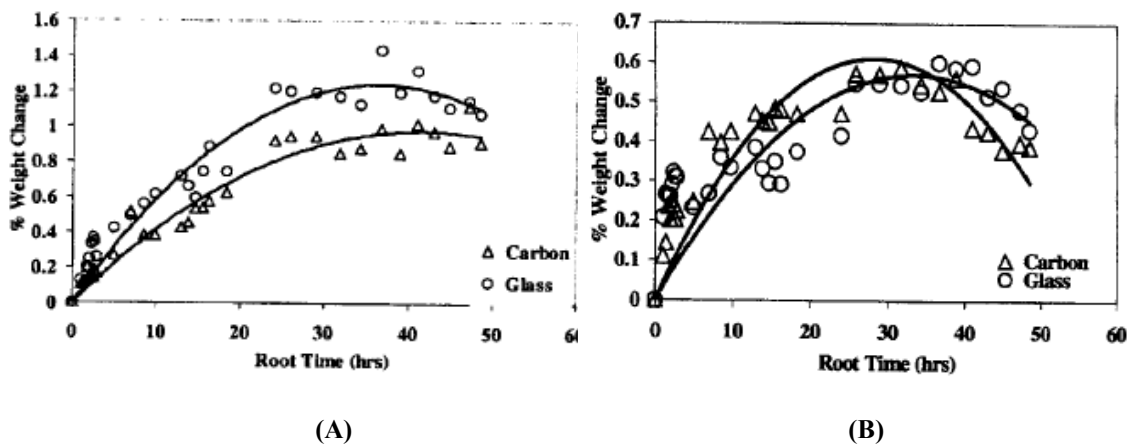 1.6
1.4
1.2
1
0.8
0.6
0.4
0.2
0
% Weight Change
0 10 20 30 40 50 60
Root Time (hrs)
Carbon
Glass
(A)
0.7
0.6
0.5
0.4
0.3
0.2
0.1
0
% Weight Change
0 10 20 30 40 50 60
Root Time (hrs)
Carbon
Glass
(B)